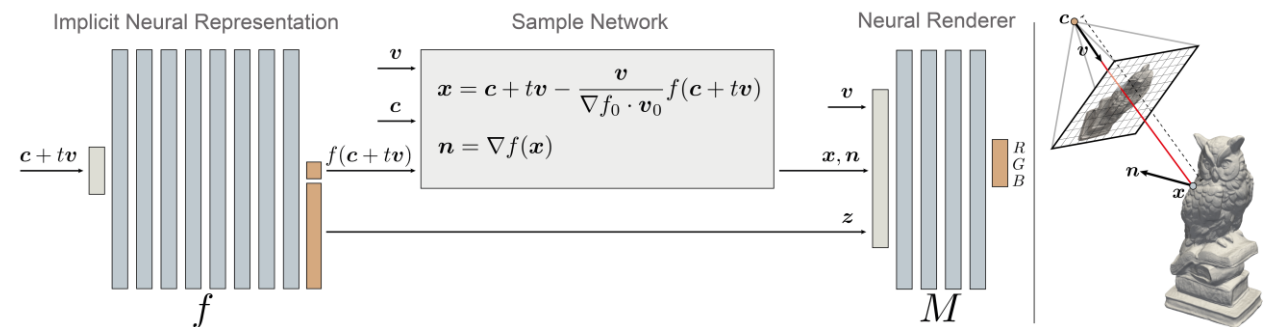 Implicit Neural Representation
Sample Network
Neural Renderer
c + tv
f(c + tv)
v
c
x = c + tv − v / (∇f₀ · v₀) f(c + tv)
n = ∇f(x)
v
x, n
z
R
G
B
f
M
c
v
n
x